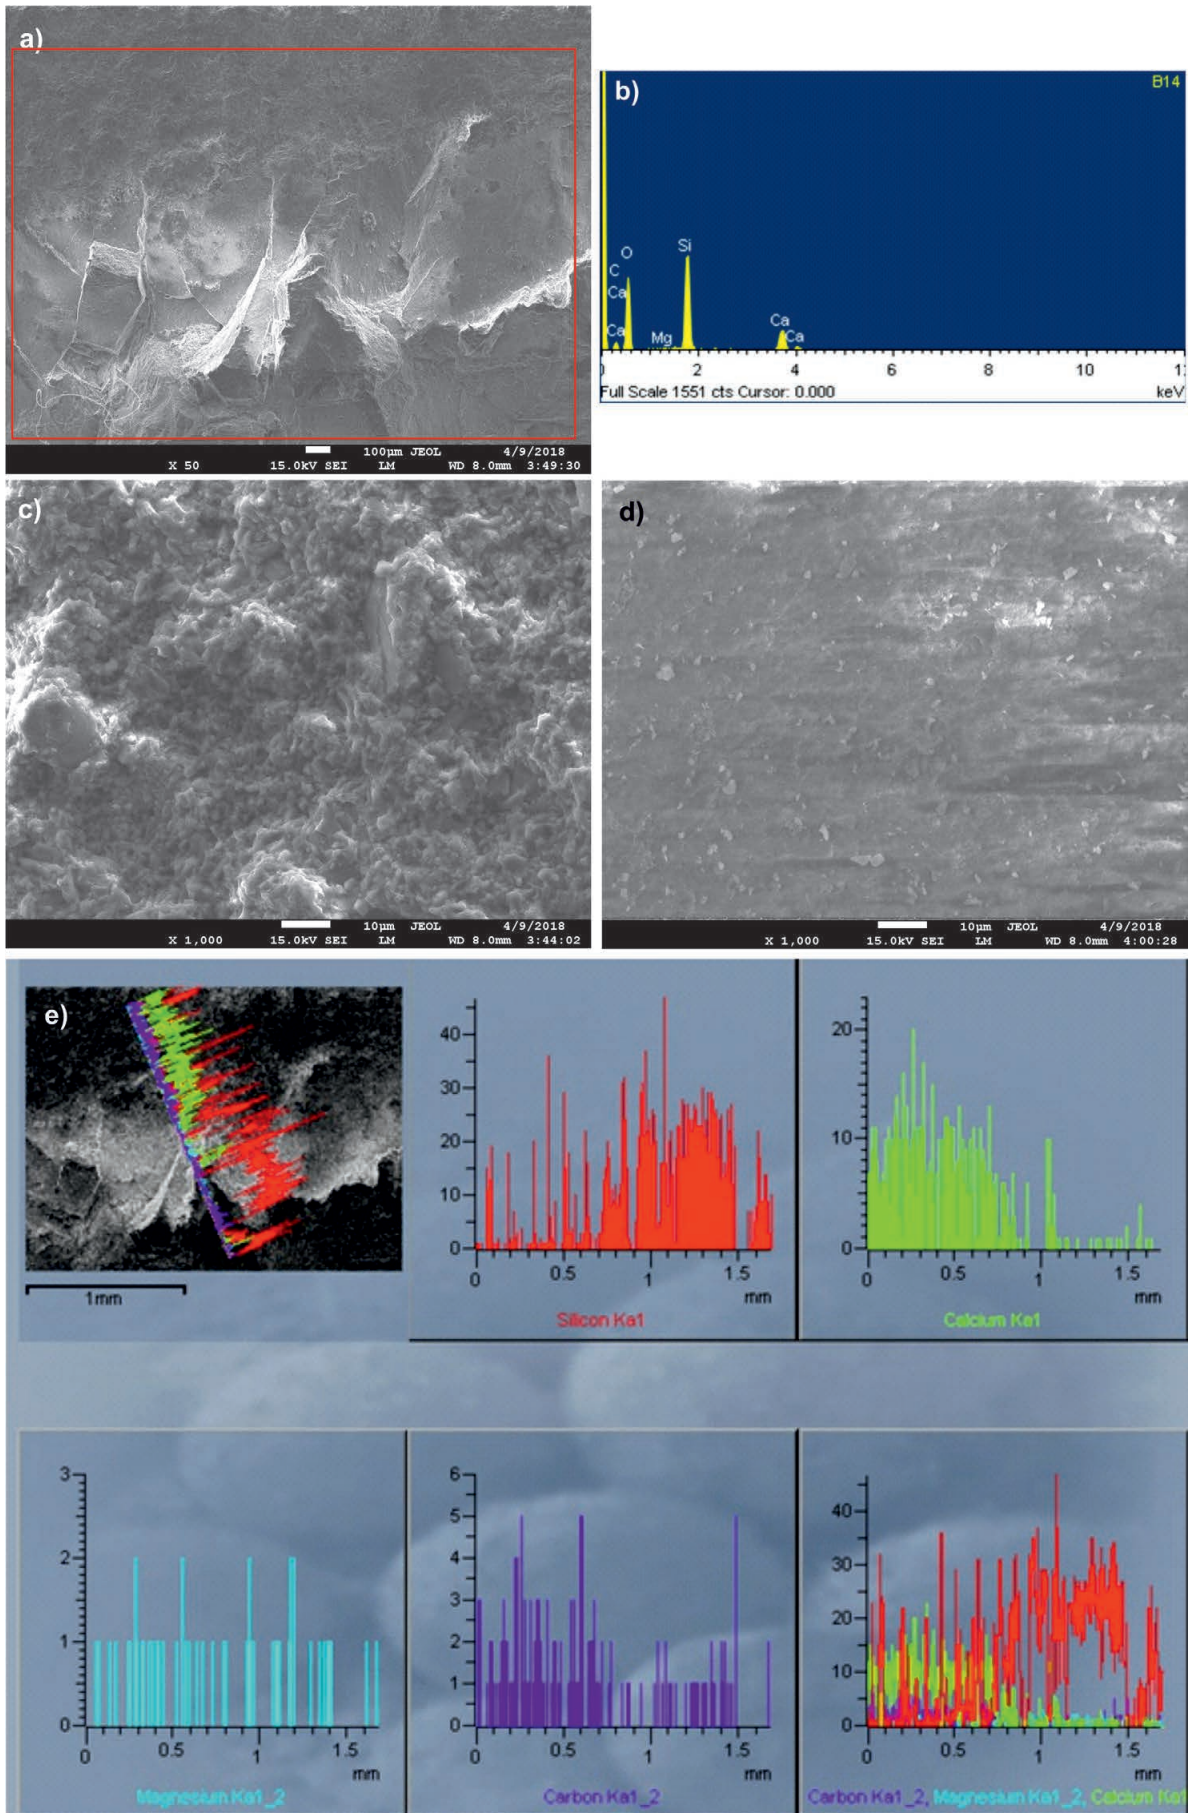 a)
100µm JEOL 4/9/2018
X 50 15.0kV SEI LM WD 8.0mm 3:49:30
b)
B14
Si
O
C
Ca
Ca
Mg
Ca
Ca
2 4 6 8 10
Full Scale 1551 cts Cursor: 0.000 keV
c)
10µm JEOL 4/9/2018
X 1,000 15.0kV SEI LM WD 8.0mm 3:44:02
d)
10µm JEOL 4/9/2018
X 1,000 15.0kV SEI LM WD 8.0mm 4:00:28
e)
1mm
40
30
20
10
0
0 0.5 1 1.5
mm
Silicon Ka1
20
10
0
0 0.5 1 1.5
mm
Calcium Ka1
3
2
1
0
0 0.5 1 1.5
mm
Magnesium Ka1_2
6
5
4
3
2
1
0
0 0.5 1 1.5
mm
Carbon Ka1_2
40
30
20
10
0
0 0.5 1 1.5
mm
Carbon Ka1_2, Magnesium Ka1_2, Calcium Ka1